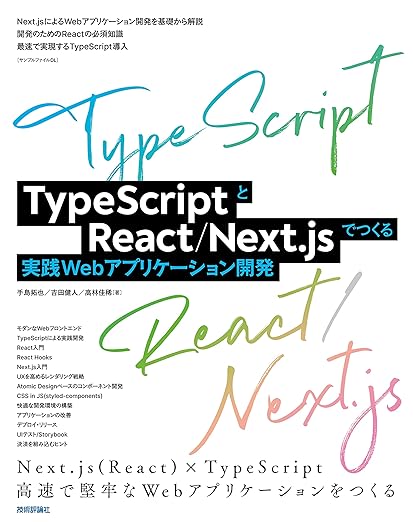 Next.jsによるWebアプリケーション開発を基礎から解説
開発のためのReactの必須知識
最速で実現するTypeScript導入
[サンプルファイルDL]
TypeScript
TypeScriptと
React/Next.jsでつくる
実践Webアプリケーション開発
手島拓也／吉田健人／高林佳稀[著]
React/
Next.js
モダンなWebフロントエンド
TypeScriptによる実践開発
React入門
React Hooks
Next.js入門
UXを高めるレンダリング戦略
Atomic Designベースのコンポーネント開発
CSS in JS(styled-components)
快適な開発環境の構築
アプリケーションの改善
デプロイ・リリース
UIテスト/Storybook
決済を組み込むヒント
Next.js(React)×TypeScript
高速で堅牢なWebアプリケーションをつくる
技術評論社